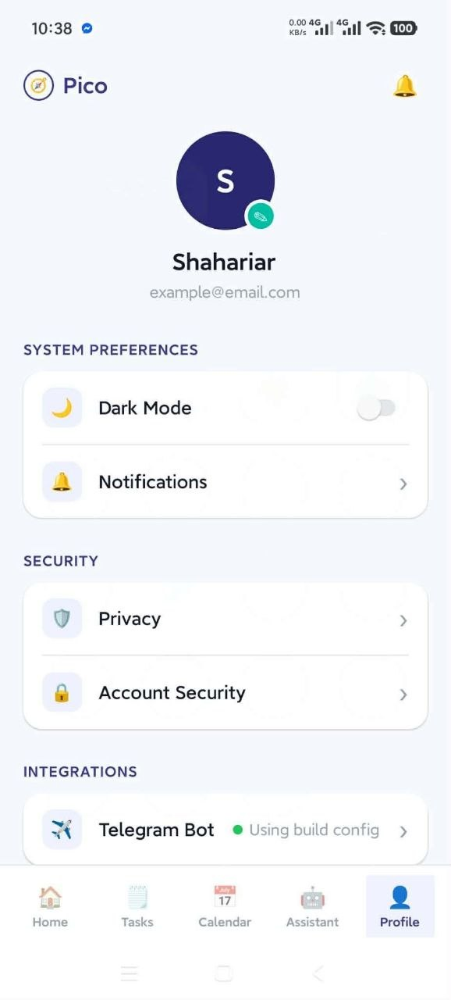 10:38
0.00 KB/s 4G 4G 100
Pico
S
Shahariar
example@email.com
SYSTEM PREFERENCES
Dark Mode
Notifications
SECURITY
Privacy
Account Security
INTEGRATIONS
Telegram Bot Using build config
July
17
Home Tasks Calendar Assistant Profile